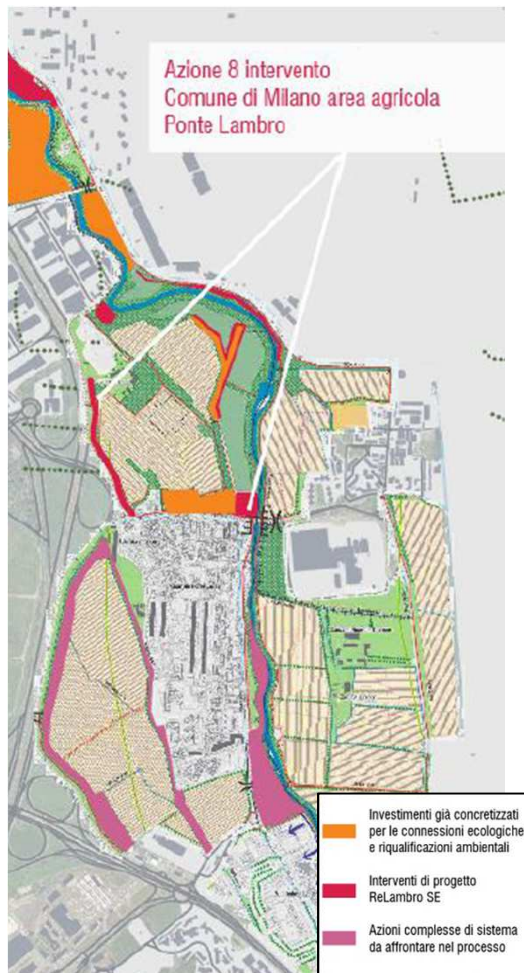 Azione 8 intervento
Comune di Milano area agricola
Ponte Lambro
Investimenti già concretizzati
per le connessioni ecologiche
e riqualificazioni ambientali
Interventi di progetto
ReLambro SE
Azioni complesse di sistema
da affrontare nel processo